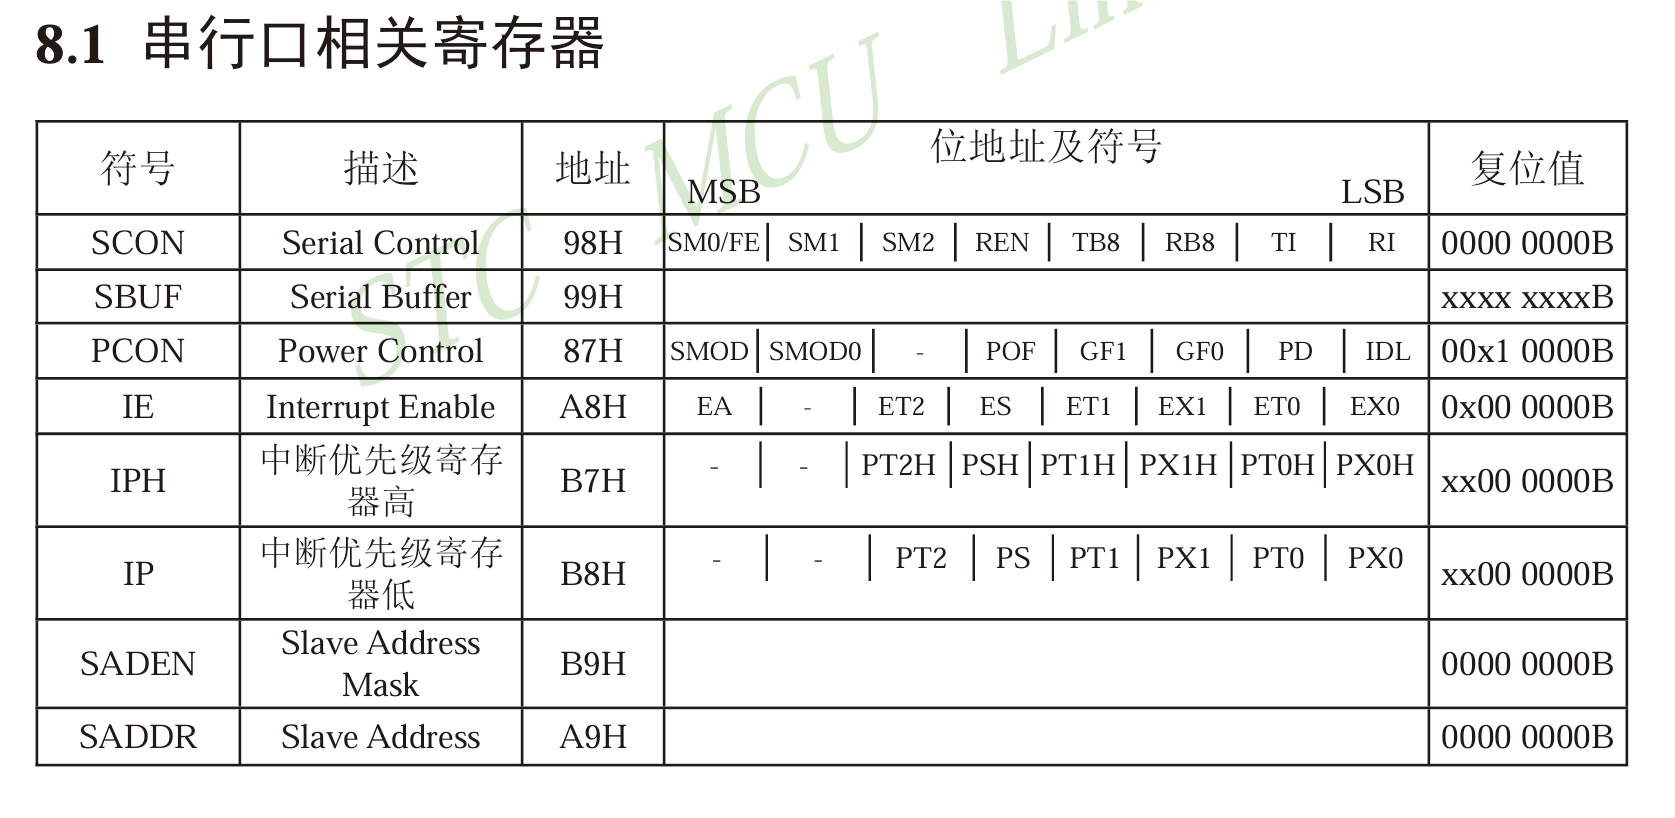 8.1 串行口相关寄存器
符号 描述 地址 位地址及符号 复位值
MSB LSB
SCON Serial Control 98H SM0/FE SM1 SM2 REN TB8 RB8 TI RI 0000 0000B
SBUF Serial Buffer 99H xxxx xxxxB
PCON Power Control 87H SMOD SMOD0 - POF GF1 GF0 PD IDL 00x1 0000B
IE Interrupt Enable A8H EA - ET2 ES ET1 EX1 ET0 EX0 0x00 0000B
IPH 中断优先级寄存 B7H - - PT2H PSH PT1H PX1H PT0H PX0H xx00 0000B
器高
IP 中断优先级寄存 B8H - - PT2 PS PT1 PX1 PT0 PX0 xx00 0000B
器低
SADEN Slave Address B9H 0000 0000B
Mask
SADDR Slave Address A9H 0000 0000B
STC MCU